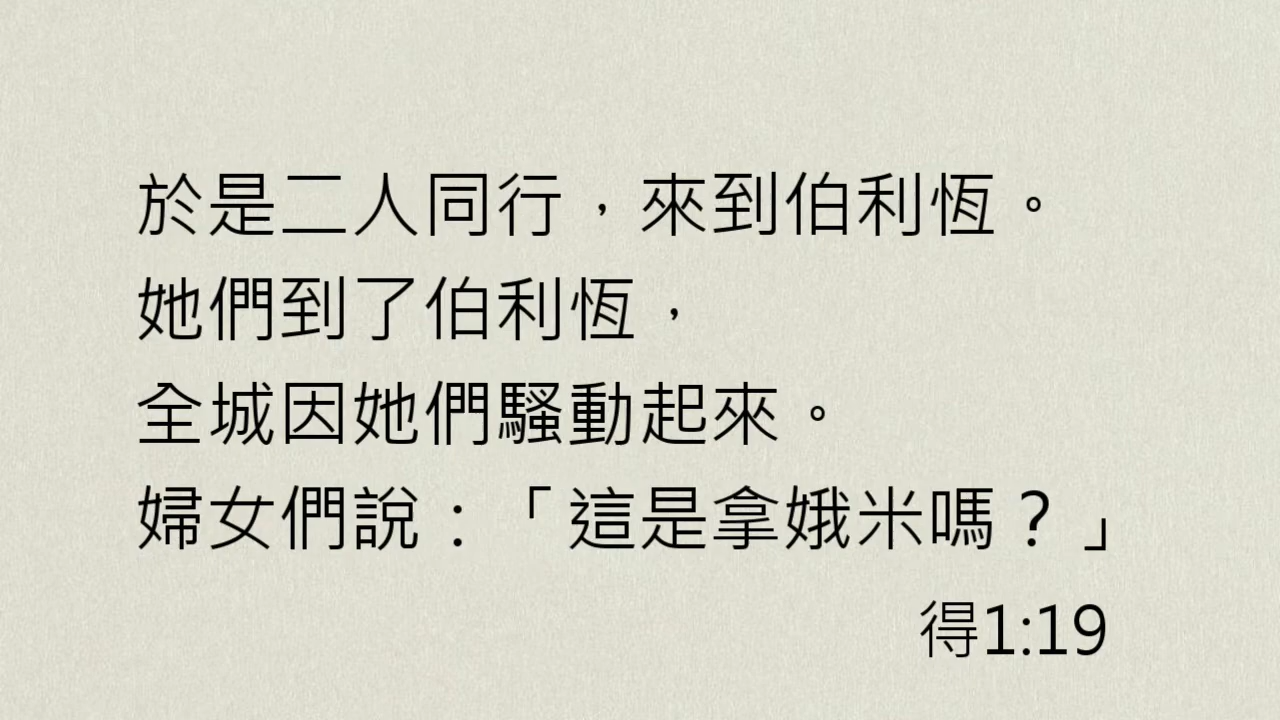 於是二人同行，來到伯利恆。
她們到了伯利恆，
全城因她們騷動起來。
婦女們說：「這是拿娥米嗎？」
得1:19